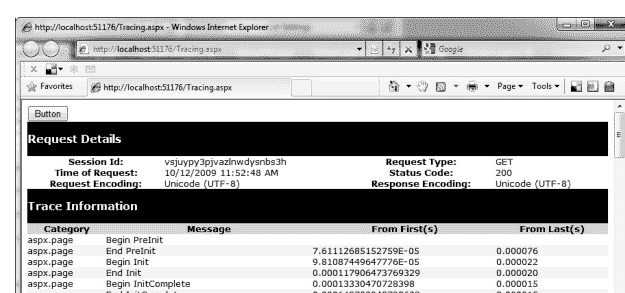 http://localhost:51176/Tracing.aspx - Windows Internet Explorer
http://localhost:51176/Tracing.aspx
Google
Favorites
http://localhost:51176/Tracing.aspx
Page Tools
Button
Request Details
Session Id: vsjuypy3pjvazlnwdysnbs3h Request Type: GET
Time of Request: 10/12/2009 11:52:48 AM Status Code: 200
Request Encoding: Unicode (UTF-8) Response Encoding: Unicode (UTF-8)
Trace Information
Category Message From First(s) From Last(s)
aspx.page Begin PreInit
aspx.page End PreInit 7.61112685152759E-05 0.000076
aspx.page Begin Init 9.81087449647776E-05 0.000022
aspx.page End Init 0.000117906473769329 0.000020
aspx.page Begin InitComplete 0.00013330470728398 0.000015